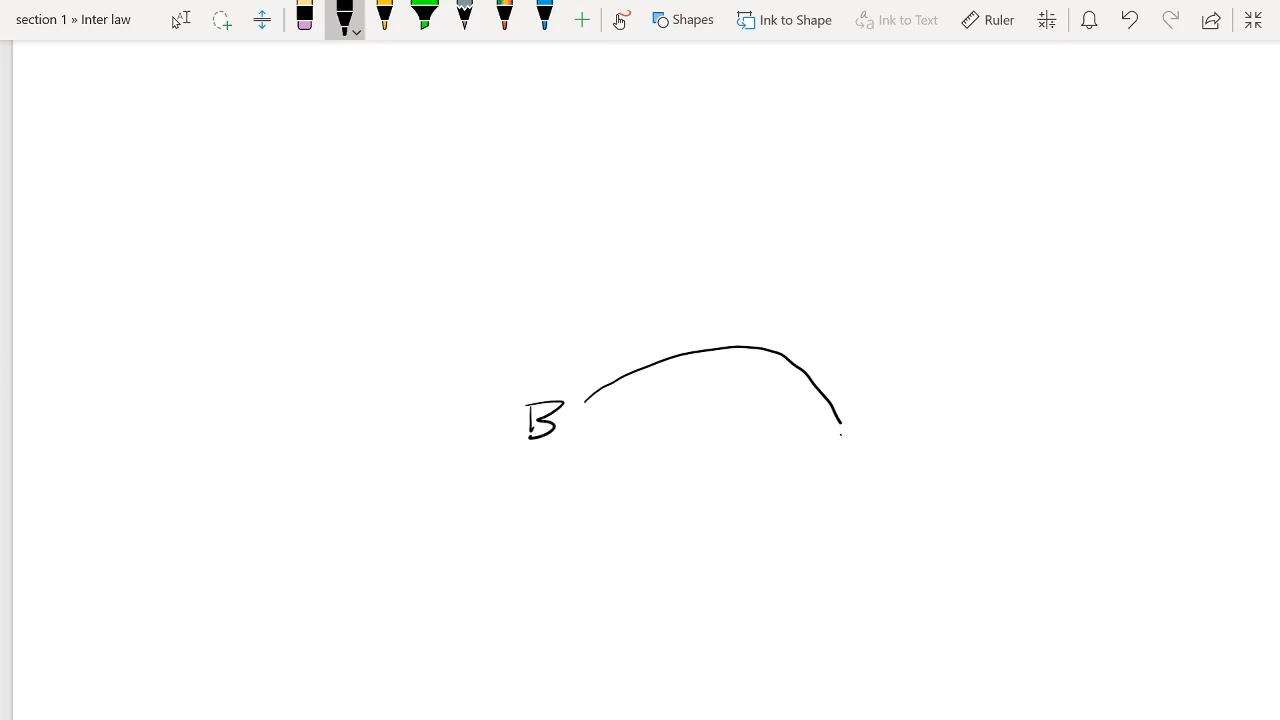 section 1 » Inter law
Shapes
Ink to Shape
Ink to Text
Ruler
B